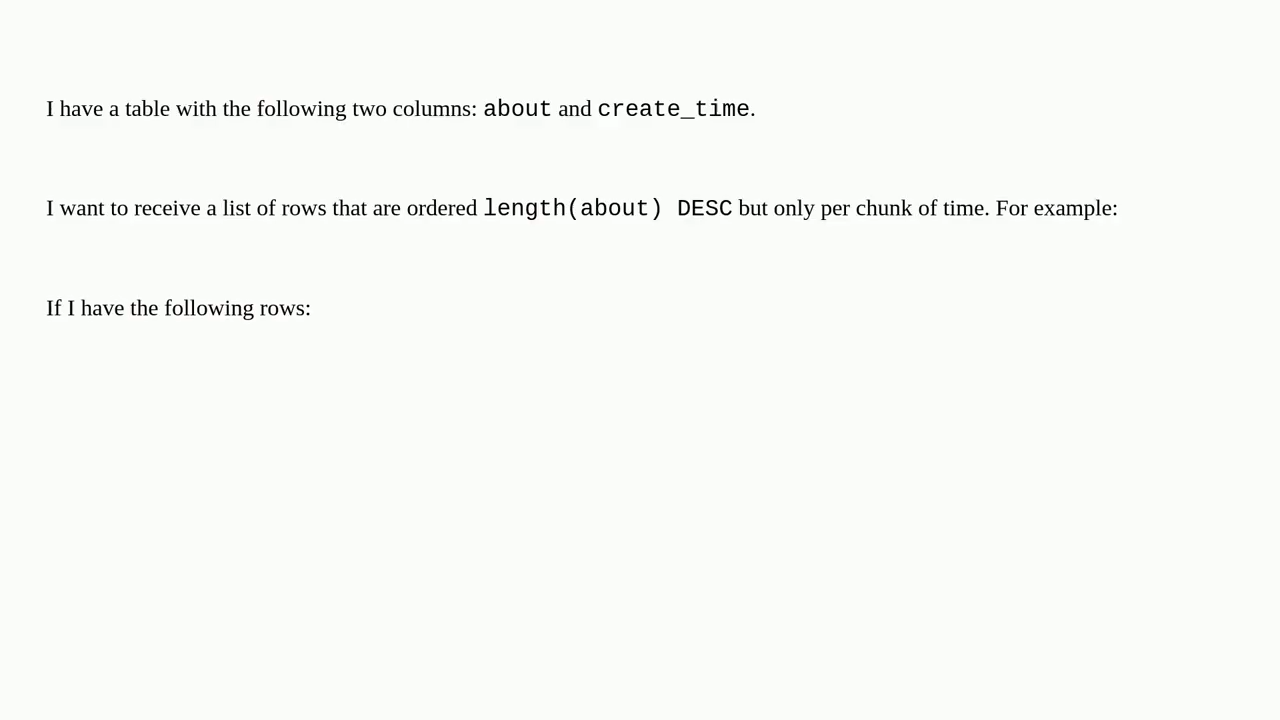 I have a table with the following two columns: about and create_time.
I want to receive a list of rows that are ordered length(about) DESC but only per chunk of time. For example:
If I have the following rows: